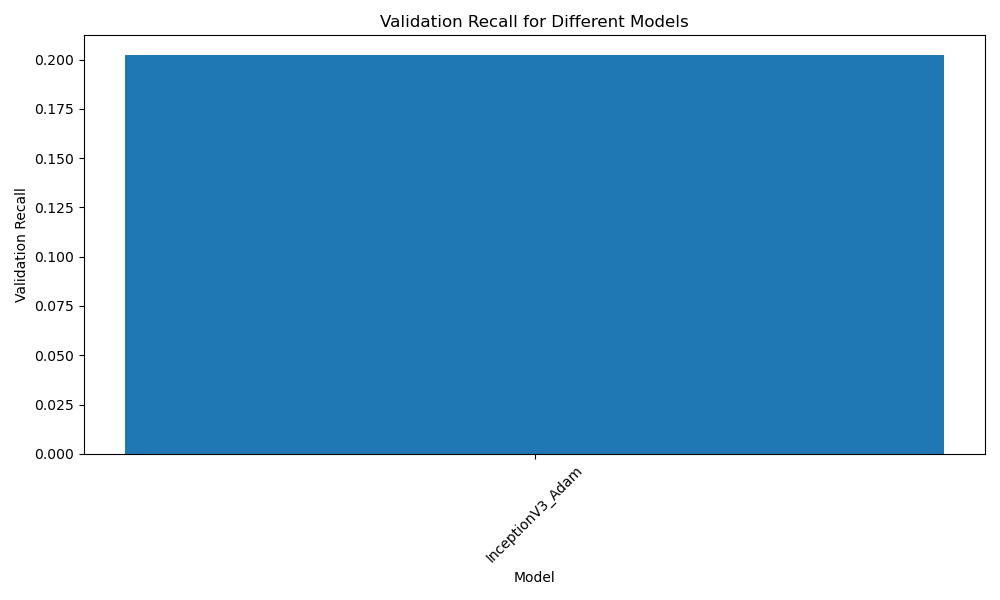 Validation Recall for Different Models
0.200
0.175
0.150
0.125
0.100
0.075
0.050
0.025
0.000
Validation Recall
InceptionV3_Adam
Model